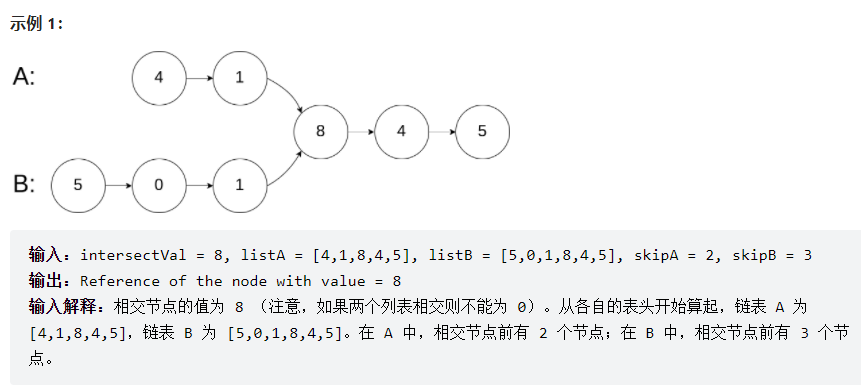 示例 1：
A: 4 1
8 4 5
B: 5 0 1
输入：intersectVal = 8, listA = [4,1,8,4,5], listB = [5,0,1,8,4,5], skipA = 2, skipB = 3
输出：Reference of the node with value = 8
输入解释：相交节点的值为 8 （注意，如果两个列表相交则不能为 0）。从各自的表头开始算起，链表 A 为
[4,1,8,4,5]，链表 B 为 [5,0,1,8,4,5]。在 A 中，相交节点前有 2 个节点；在 B 中，相交节点前有 3 个节
点。